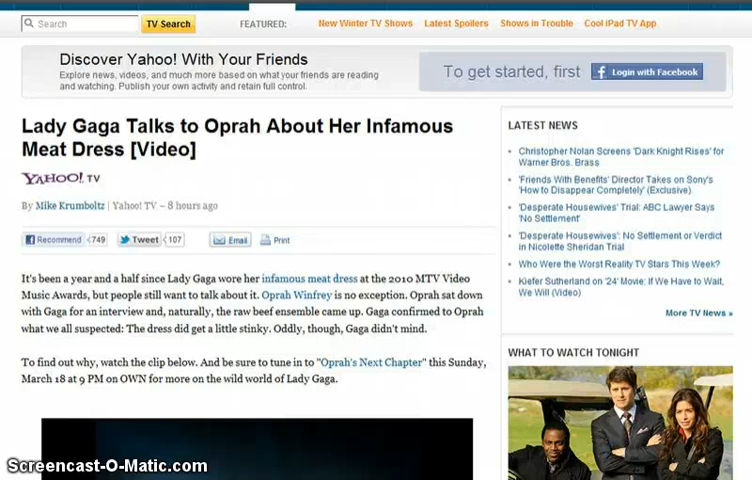 Search
TV Search
FEATURED:
New Winter TV Shows
Latest Spoilers
Shows in Trouble
Cool iPad TV App
Discover Yahoo! With Your Friends
Explore news, videos, and much more based on what your friends are reading
and watching. Publish your own activity and retain full control.
To get started, first
Login with Facebook
Lady Gaga Talks to Oprah About Her Infamous
Meat Dress [Video]
YAHOO! TV
By Mike Krumboltz | Yahoo! TV – 8 hours ago
Recommend 749 Tweet 107 Email Print
It's been a year and a half since Lady Gaga wore her infamous meat dress at the 2010 MTV Video
Music Awards, but people still want to talk about it. Oprah Winfrey is no exception. Oprah sat down
with Gaga for an interview and, naturally, the raw beef ensemble came up. Gaga confirmed to Oprah
what we all suspected: The dress did get a little stinky. Oddly, though, Gaga didn't mind.
To find out why, watch the clip below. And be sure to tune in to "Oprah's Next Chapter" this Sunday,
March 18 at 9 PM on OWN for more on the wild world of Lady Gaga.
LATEST NEWS
Christopher Nolan Screens 'Dark Knight Rises' for
Warner Bros. Brass
'Friends With Benefits' Director Takes on Sony's
'How to Disappear Completely' (Exclusive)
'Desperate Housewives' Trial: ABC Lawyer Says
'No Settlement'
'Desperate Housewives': No Settlement or Verdict
in Nicolette Sheridan Trial
Who Were the Worst Reality TV Stars This Week?
Kiefer Sutherland on '24' Movie: If We Have to Wait,
We Will (Video)
More TV News »
WHAT TO WATCH TONIGHT
Screencast-O-Matic.com